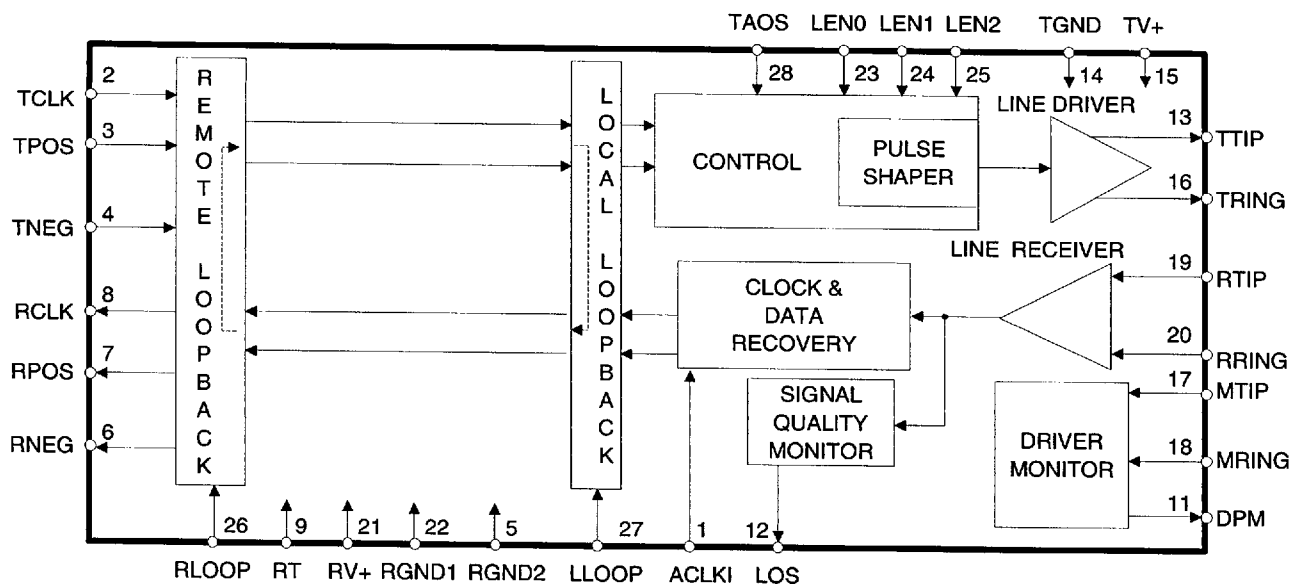 TAOS LEN0 LEN1 LEN2 TGND TV+
28 23 24 25 14 15
TCLK 2
TPOS 3
TNEG 4
RCLK 8
RPOS 7
RNEG 6
REMOTE LOOPBACK
LOCAL LOOPBACK
CONTROL
PULSE
SHAPER
LINE DRIVER
13 TTIP
16 TRING
LINE RECEIVER
19 RTIP
20 RRING
CLOCK &
DATA
RECOVERY
SIGNAL
QUALITY
MONITOR
DRIVER
MONITOR
17 MTIP
18 MRING
11 DPM
26 9 21 22 5 27 1 12
RLOOP RT RV+ RGND1 RGND2 LLOOP ACLKI LOS